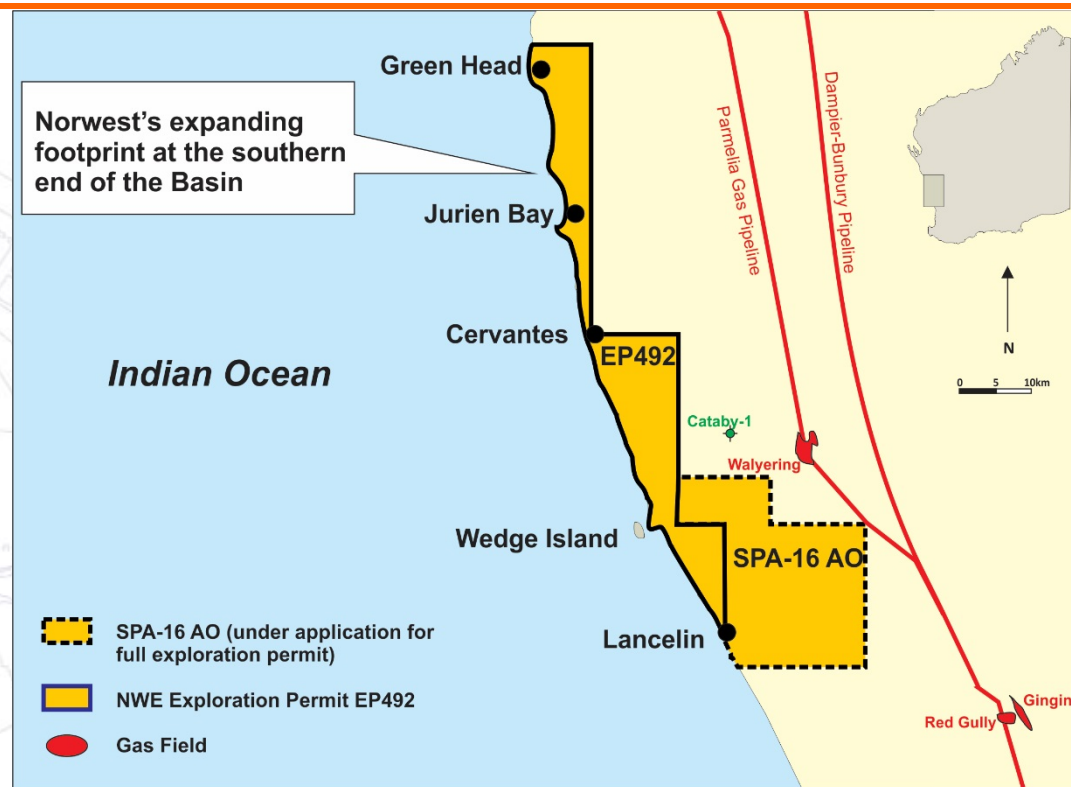 Green Head
Norwest's expanding
footprint at the southern
end of the Basin
Jurien Bay
Cervantes
EP492
Indian Ocean
Parmelia Gas Pipeline
Dampier-Bunbury Pipeline
N
0 5 10km
Cataby-1
Walyering
Wedge Island
SPA-16 AO
Lancelin
SPA-16 AO (under application for
full exploration permit)
NWE Exploration Permit EP492
Gas Field
Gingin
Red Gully